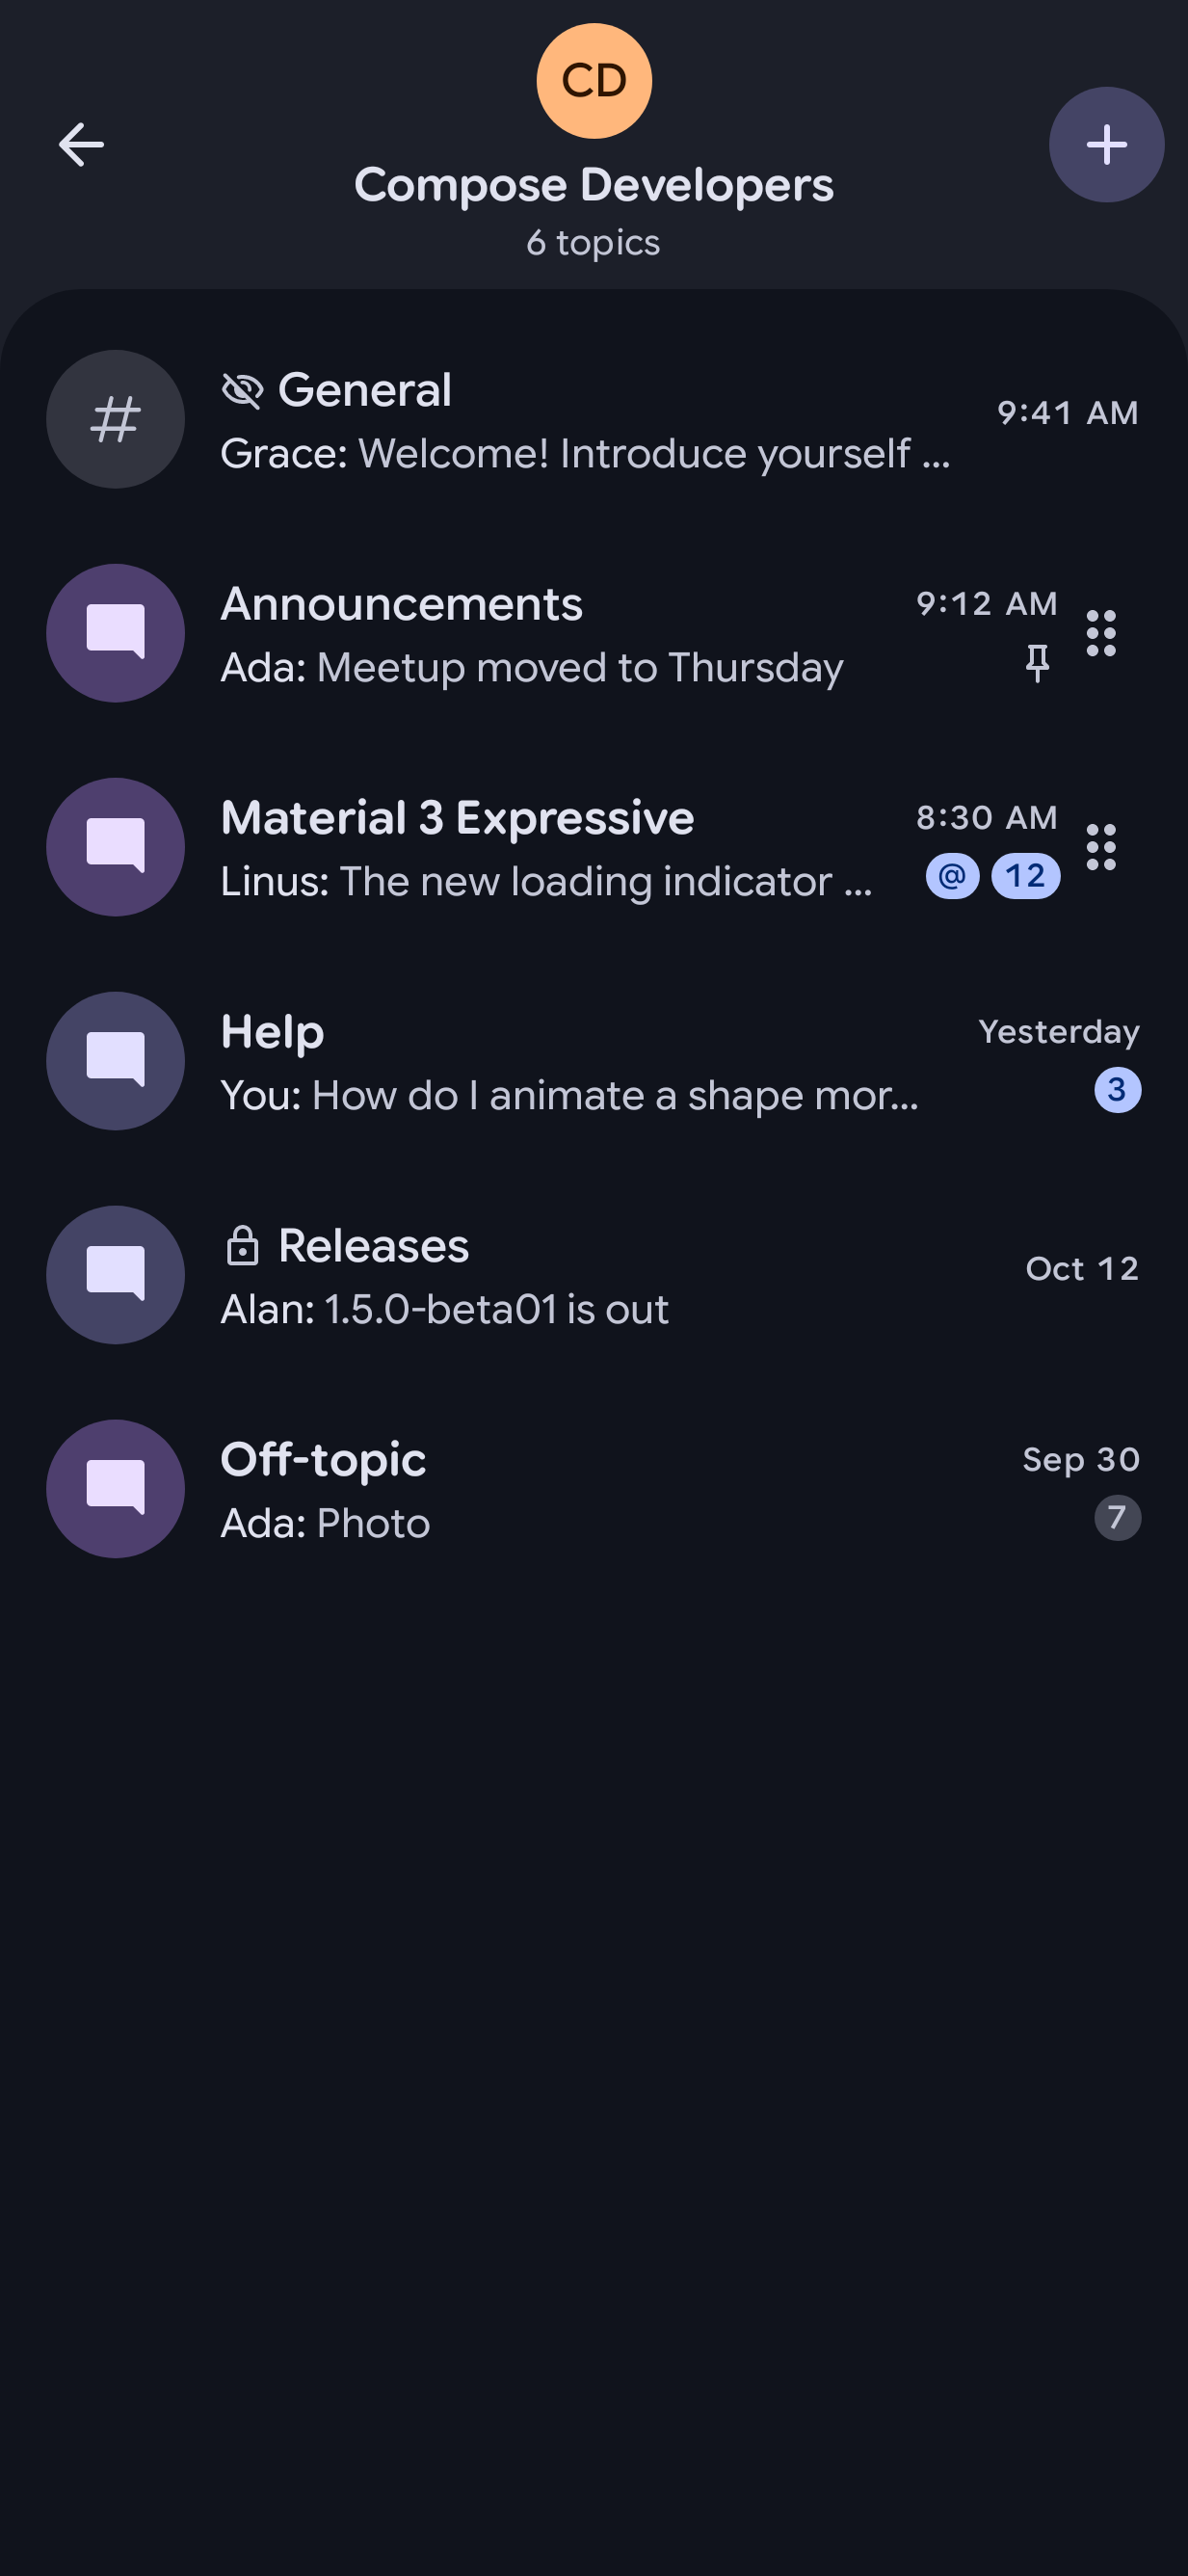 CD
Compose Developers
6 topics
General
9:41 AM
Grace: Welcome! Introduce yourself ...
Announcements
9:12 AM
Ada: Meetup moved to Thursday
Material 3 Expressive
8:30 AM
Linus: The new loading indicator ...
@ 12
Help
Yesterday
You: How do I animate a shape mor...
3
Releases
Oct 12
Alan: 1.5.0-beta01 is out
Off-topic
Sep 30
Ada: Photo
7